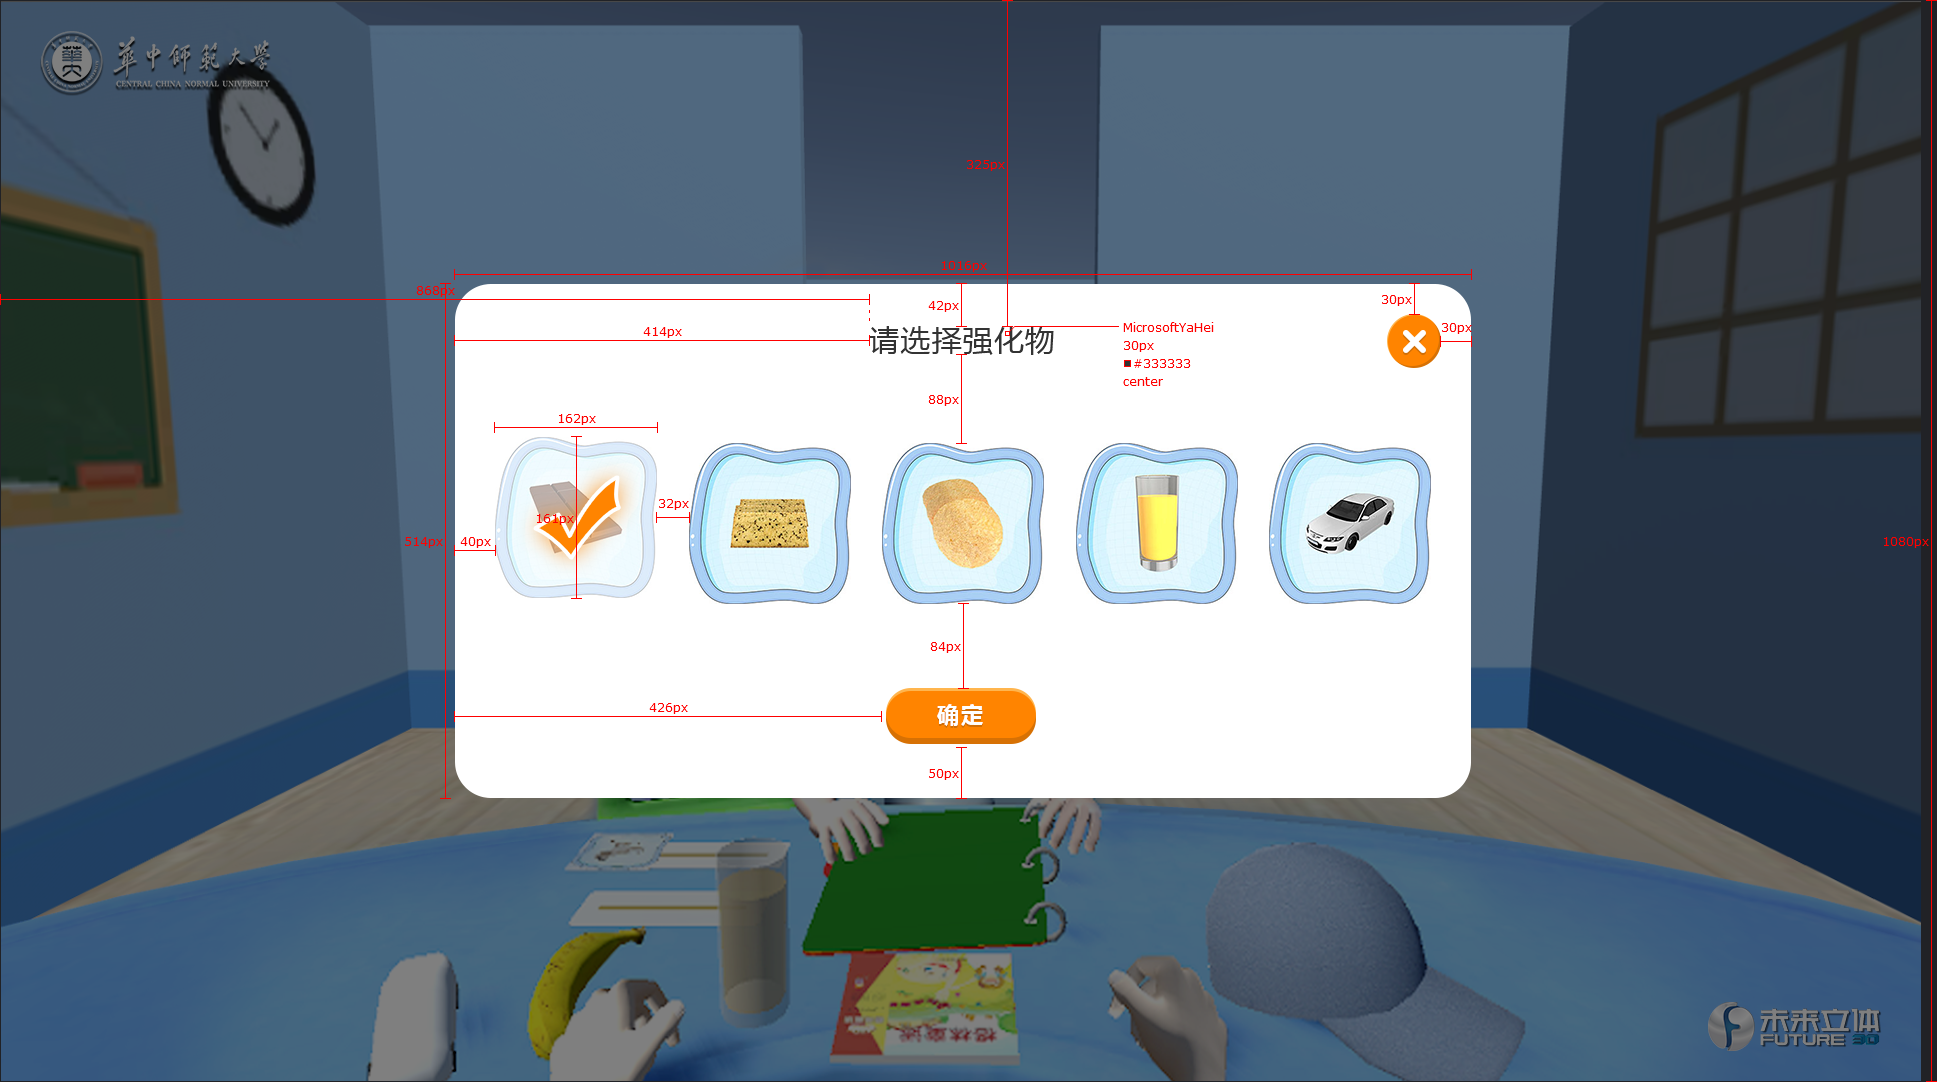 華中師範大學
CENTRAL CHINA NORMAL UNIVERSITY
325px
1016px
868px
42px
30px
414px
请选择强化物
MicrosoftYaHei
30px
#333333
center
30px
88px
162px
161px
32px
514px
40px
1080px
84px
426px
确定
50px
未来立体
FUTURE 3D